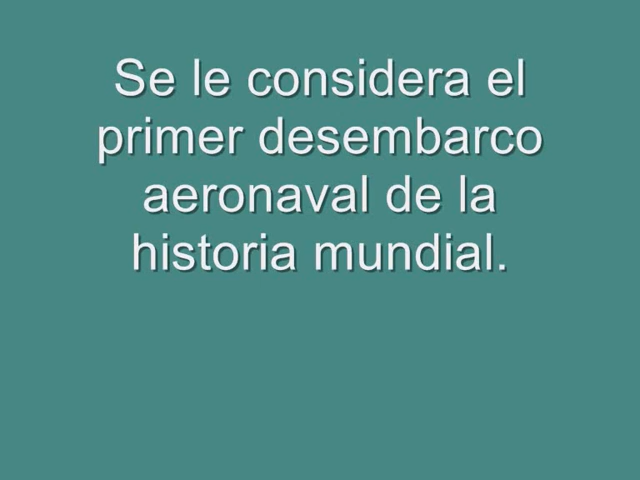 Se le considera el
primer desembarco
aeronaval de la
historia mundial.